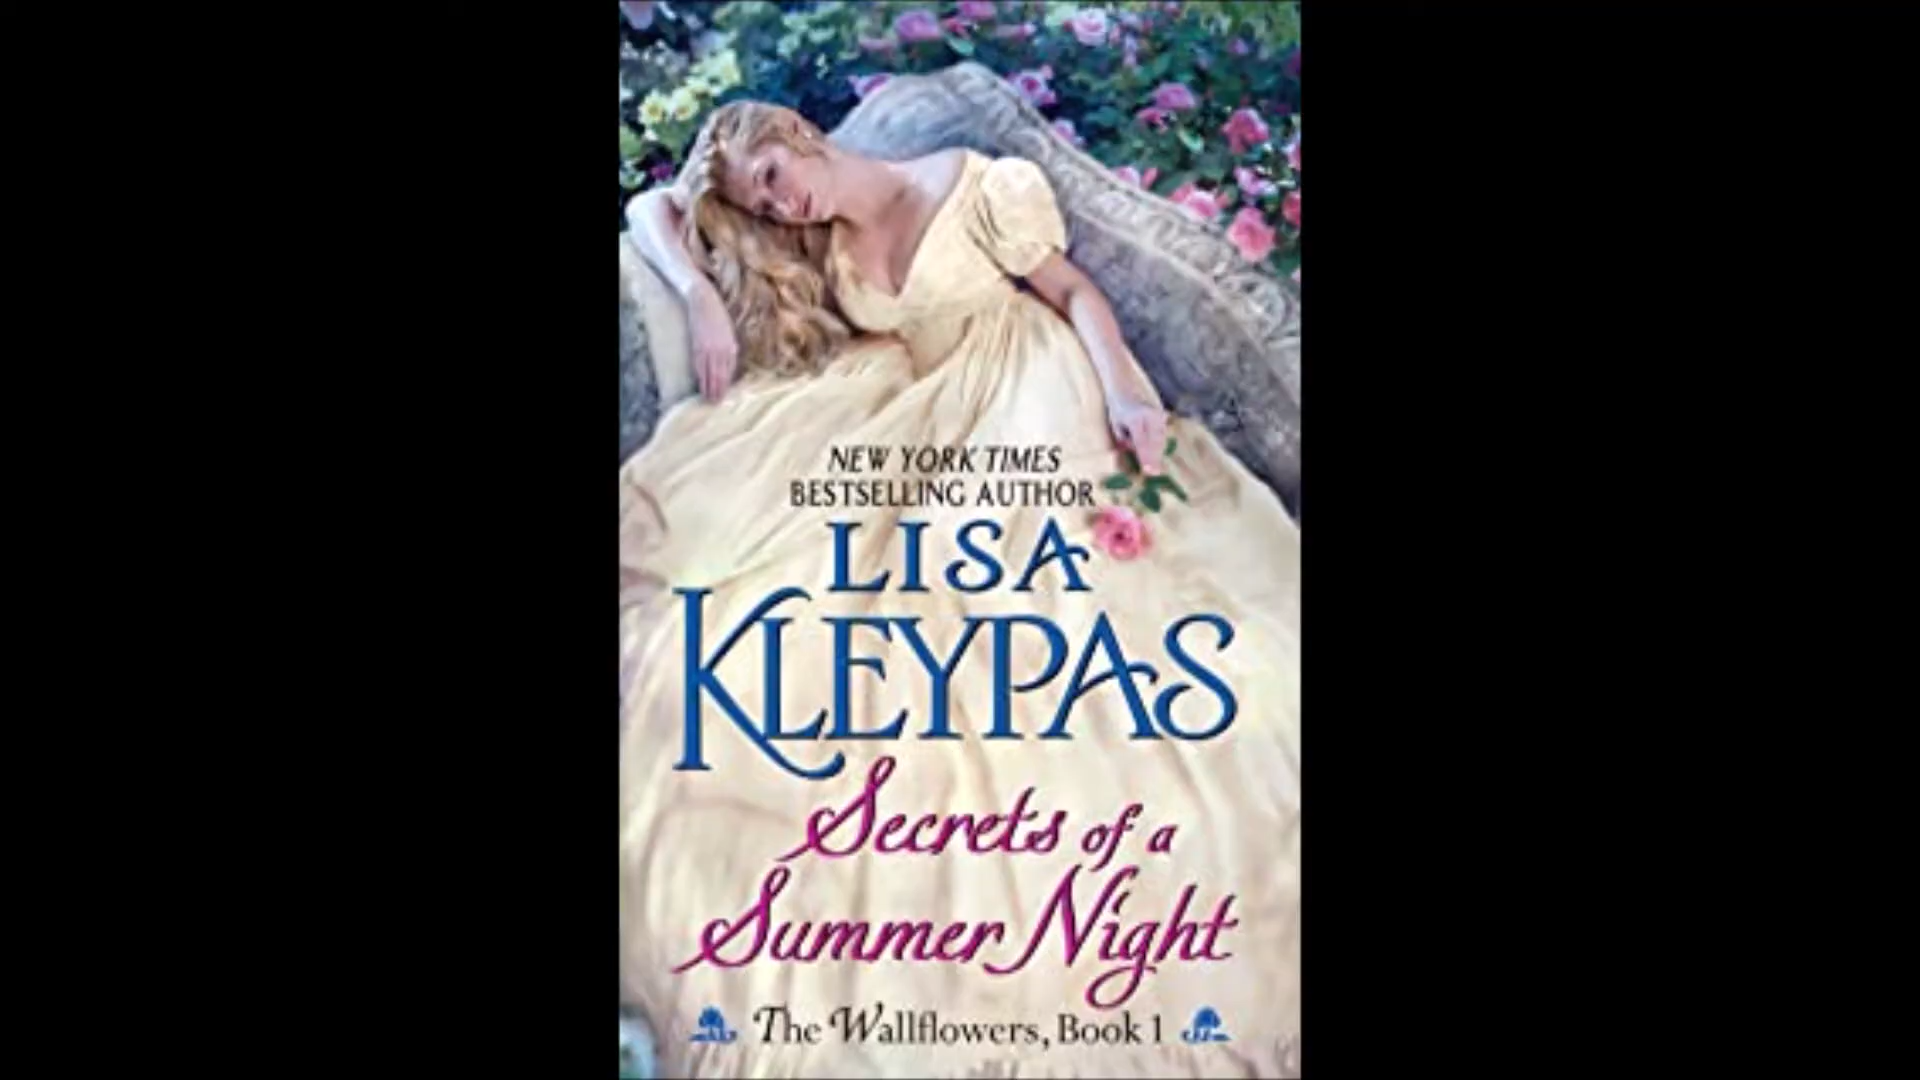 NEW YORK TIMES
BESTSELLING AUTHOR
LISA
KLEYPAS
Secrets of a
Summer Night
The Wallflowers, Book 1